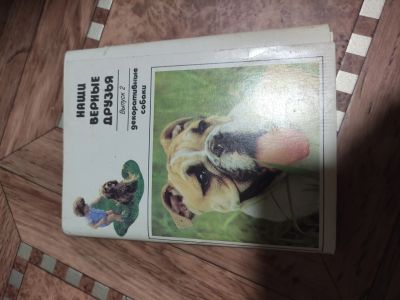 НАШИ
ВЕРНЫЕ
ДРУЗЬЯ
Выпуск 2
декоративные
собаки